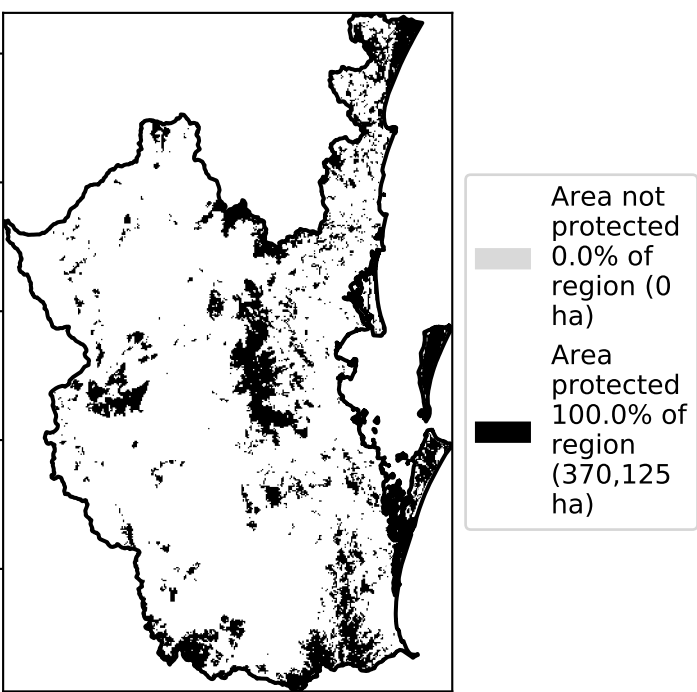 Area not
protected
0.0% of
region (0
ha)
Area
protected
100.0% of
region
(370,125
ha)